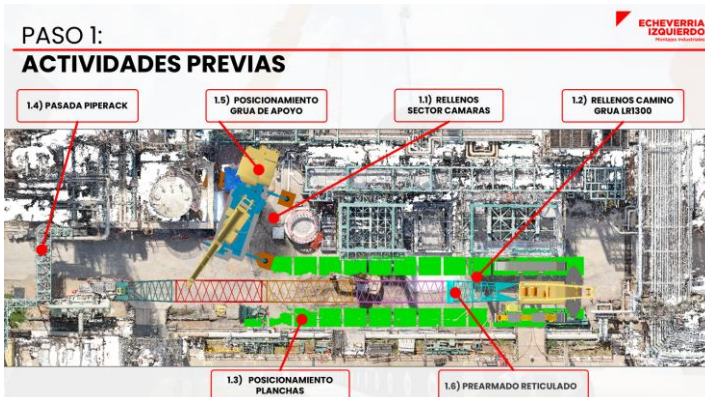 PASO 1:
ACTIVIDADES PREVIAS
ECHEVERRIA
IZQUIERDO
Montajes Industriales
1.4) PASADA PIPERACK
1.5) POSICIONAMIENTO
GRUA DE APOYO
1.1) RELLENOS
SECTOR CAMARAS
1.2) RELLENOS CAMINO
GRUA LR1300
1.3) POSICIONAMIENTO
PLANCHAS
1.6) PREARMADO RETICULADO